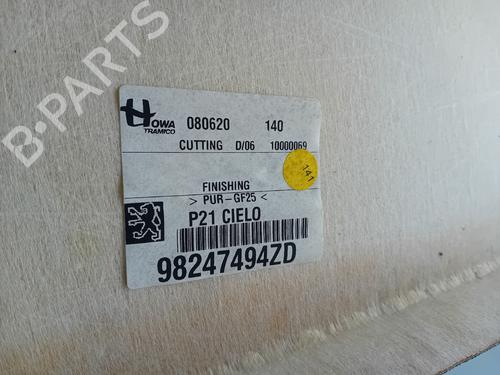 B-PARTS
HOWA
TRAMICO
080620 140
CUTTING D/06 10000069
141
FINISHING
> PUR-GF25 <
P21 CIELO
98247494ZD